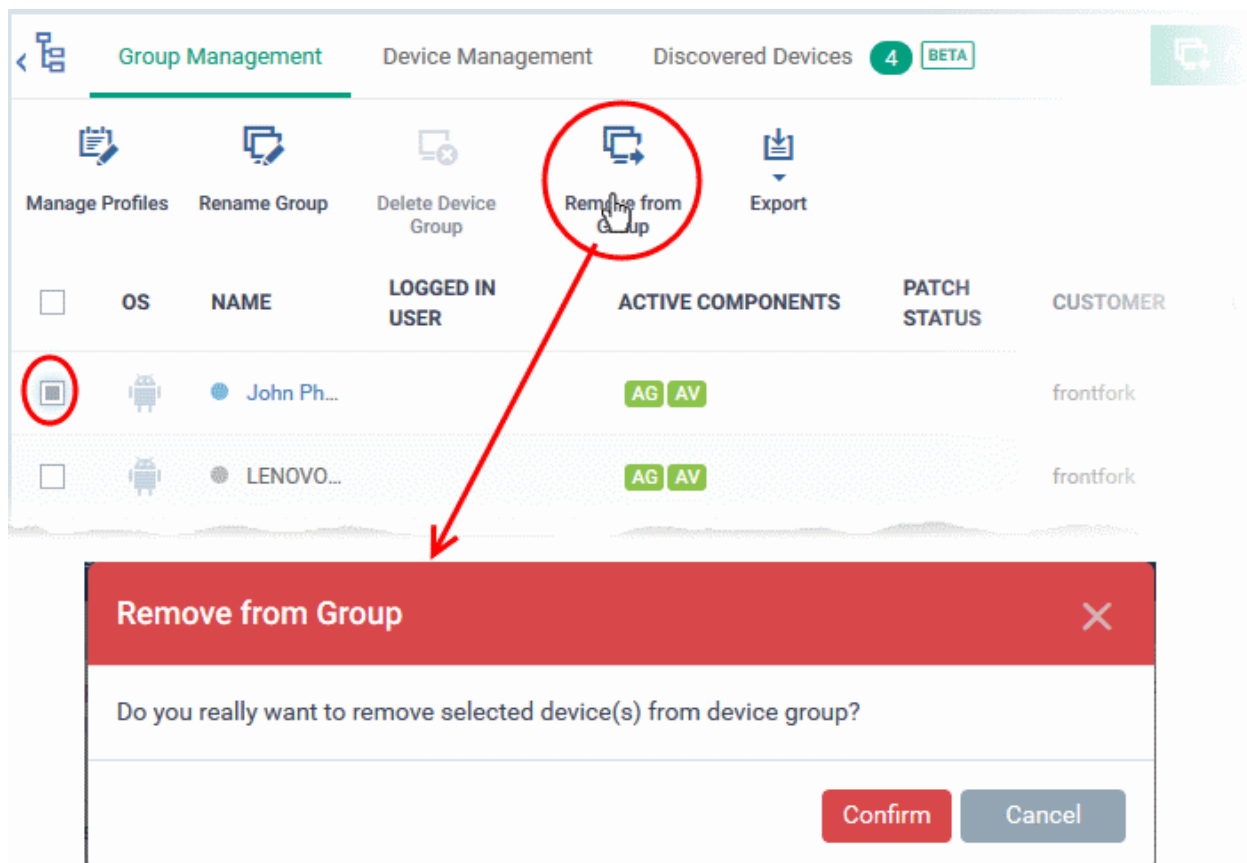 Group Management Device Management Discovered Devices 4 BETA
Manage Profiles Rename Group Delete Device Group Remove from Group Export
OS NAME LOGGED IN USER ACTIVE COMPONENTS PATCH STATUS CUSTOMER
John Ph... AG AV frontfork
LENOVO... AG AV frontfork
Remove from Group
Do you really want to remove selected device(s) from device group?
Confirm Cancel